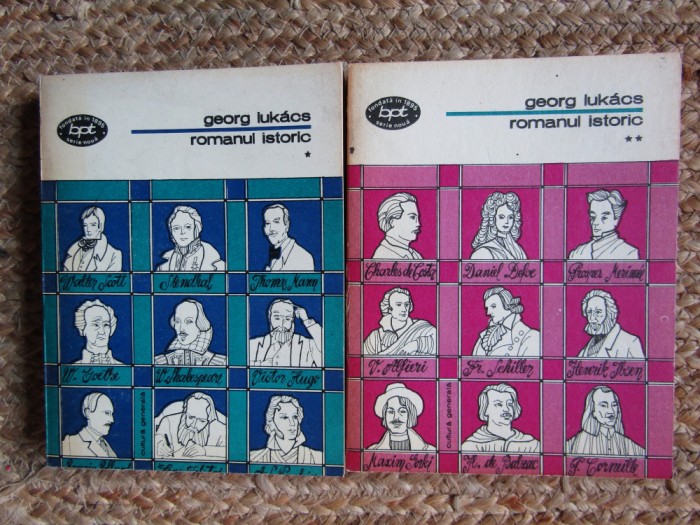 georg lukács
romanul istoric
*
fondată în 1895
bpt
serie nouă
Walter Scott
Stendhal
Thomas Mann
W. Goethe
W. Shakespeare
Victor Hugo
cultură generală
georg lukács
romanul istoric
**
fondată în 1895
bpt
serie nouă
Charles de Costa
Daniel Defoe
Prosper Merimee
V. Alfieri
Fr. Schiller
Henrik Ibsen
cultură generală
Maxim Gorki
H. de Balzac
P. Corneille